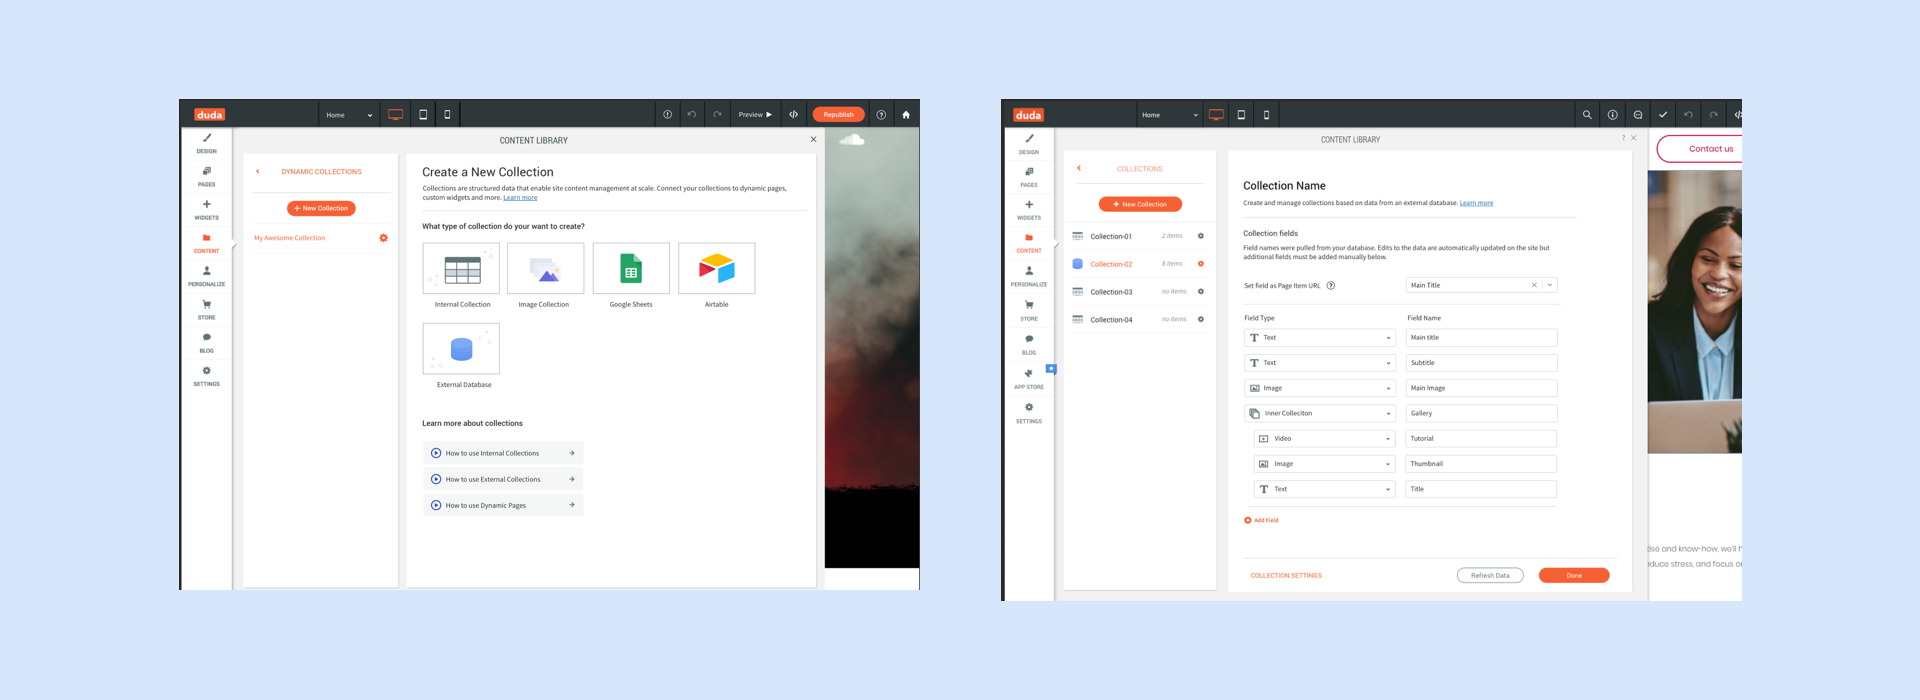 duda
Home
Preview
Republish
DESIGN
PAGES
WIDGETS
CONTENT
PERSONALIZE
STORE
BLOG
SETTINGS
CONTENT LIBRARY
DYNAMIC COLLECTIONS
+ New Collection
My Awesome Collection
Create a New Collection
Collections are structured data that enable site content management at scale. Connect your collections to dynamic pages,
custom widgets and more. Learn more
What type of collection do your want to create?
Internal Collection
Image Collection
Google Sheets
Airtable
External Database
Learn more about collections
How to use Internal Collections
How to use External Collections
How to use Dynamic Pages
duda
Home
DESIGN
PAGES
WIDGETS
CONTENT
PERSONALIZE
STORE
BLOG
APP STORE
SETTINGS
CONTENT LIBRARY
COLLECTIONS
+ New Collection
Collection-01 2 items
Collection-02 8 items
Collection-03 no items
Collection-04 no items
Collection Name
Create and manage collections based on data from an external database. Learn more
Collection fields
Field names were pulled from your database. Edits to the data are automatically updated on the site but
additional fields must be added manually below.
Set field as Page Item URL ? Main Title
Field Type Field Name
Text Main title
Text Subtitle
Image Main Image
Inner Colleciton Gallery
Video Tutorial
Image Thumbnail
Text Title
Add Field
COLLECTION SETTINGS
Refresh Data
Done
Contact us
ise and know-how, we'll h
duce stress, and focus o